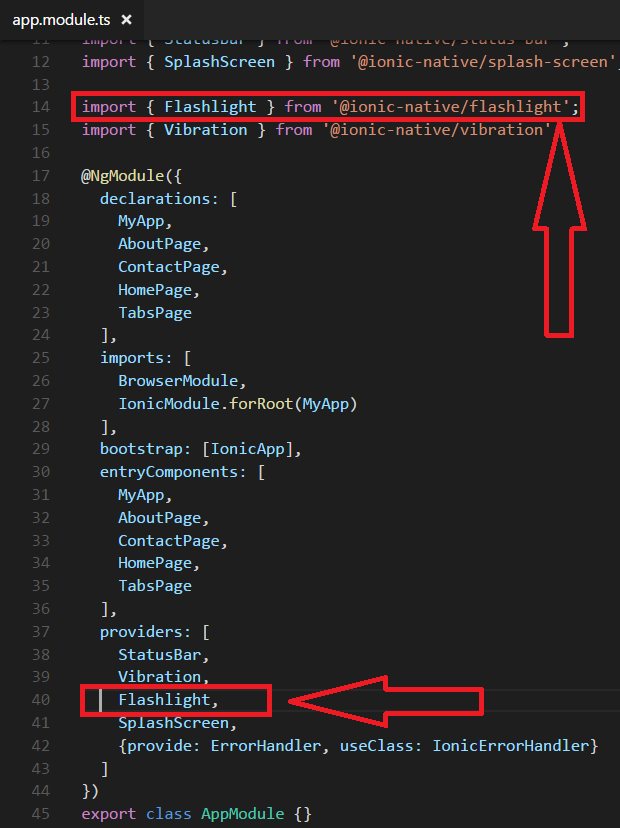 app.module.ts ×
11 import { StatusBar } from '@ionic-native/status-bar';
12 import { SplashScreen } from '@ionic-native/splash-screen'
13
14 import { Flashlight } from '@ionic-native/flashlight';
15 import { Vibration } from '@ionic-native/vibration'
16
17 @NgModule({
18   declarations: [
19     MyApp,
20     AboutPage,
21     ContactPage,
22     HomePage,
23     TabsPage
24   ],
25   imports: [
26     BrowserModule,
27     IonicModule.forRoot(MyApp)
28   ],
29   bootstrap: [IonicApp],
30   entryComponents: [
31     MyApp,
32     AboutPage,
33     ContactPage,
34     HomePage,
35     TabsPage
36   ],
37   providers: [
38     StatusBar,
39     Vibration,
40     Flashlight,
41     SplashScreen,
42     {provide: ErrorHandler, useClass: IonicErrorHandler}
43   ]
44 })
45 export class AppModule {}